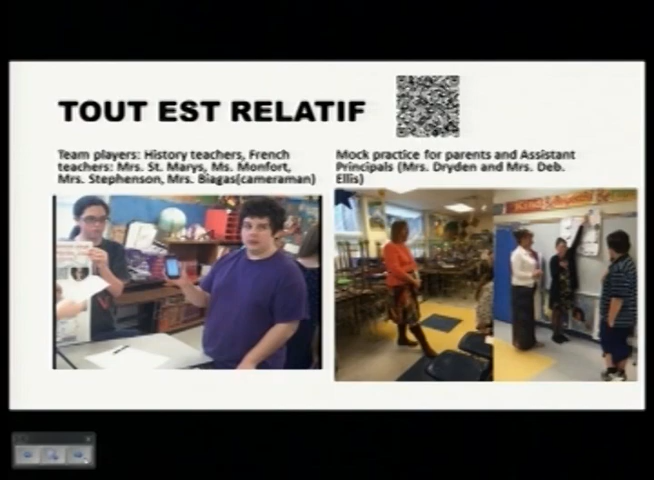 TOUT EST RELATIF
Team players: History teachers, French
teachers: Mrs. St. Marys, Ms. Monfort,
Mrs. Stephenson, Mrs. Biagas(cameraman)
Mock practice for parents and Assistant
Principals (Mrs. Dryden and Mrs. Deb.
Ellis)